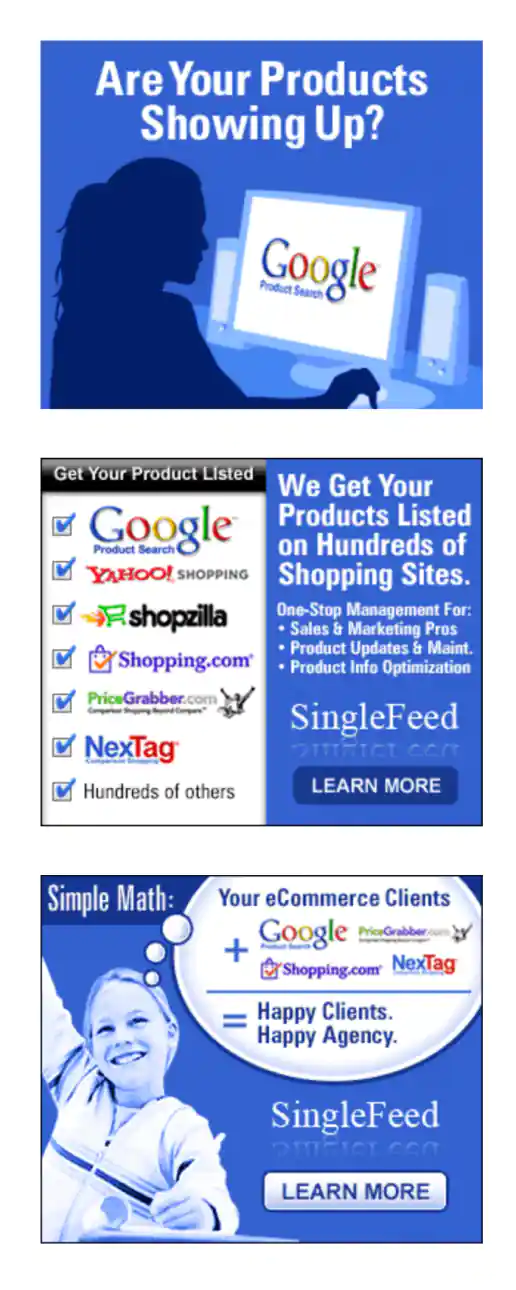 Are Your Products
Showing Up?
Google
Product Search
Get Your Product Listed
Google™
Product Search
YAHOO! SHOPPING
shopzilla
Shopping.com
PriceGrabber.com
Comparison Shopping Beyond Compare™
NexTag
Comparison Shopping
Hundreds of others
We Get Your
Products Listed
on Hundreds of
Shopping Sites.
One-Stop Management For:
• Sales & Marketing Pros
• Product Updates & Maint.
• Product Info Optimization
SingleFeed
LEARN MORE
Simple Math:
Your eCommerce Clients
+
Google
Product Search
PriceGrabber.com
Shopping.com
NexTag
= Happy Clients.
Happy Agency.
SingleFeed
LEARN MORE